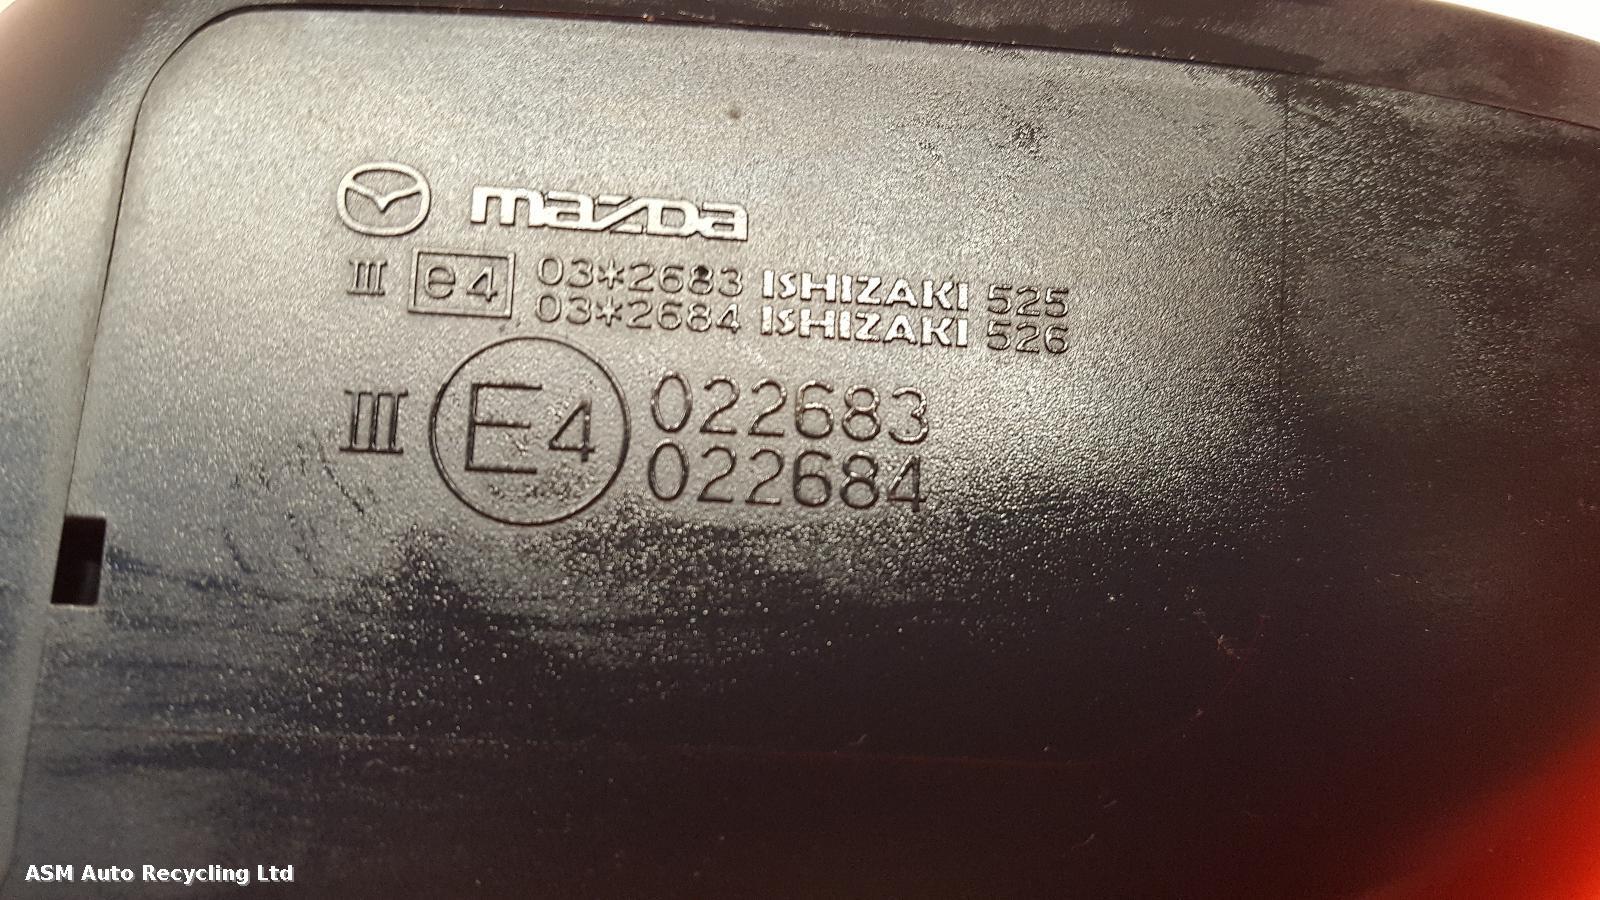 mazda
III e4 03*2683 ISHIZAKI 525
03*2684 ISHIZAKI 526
III E4 022683
022684
ASM Auto Recycling Ltd